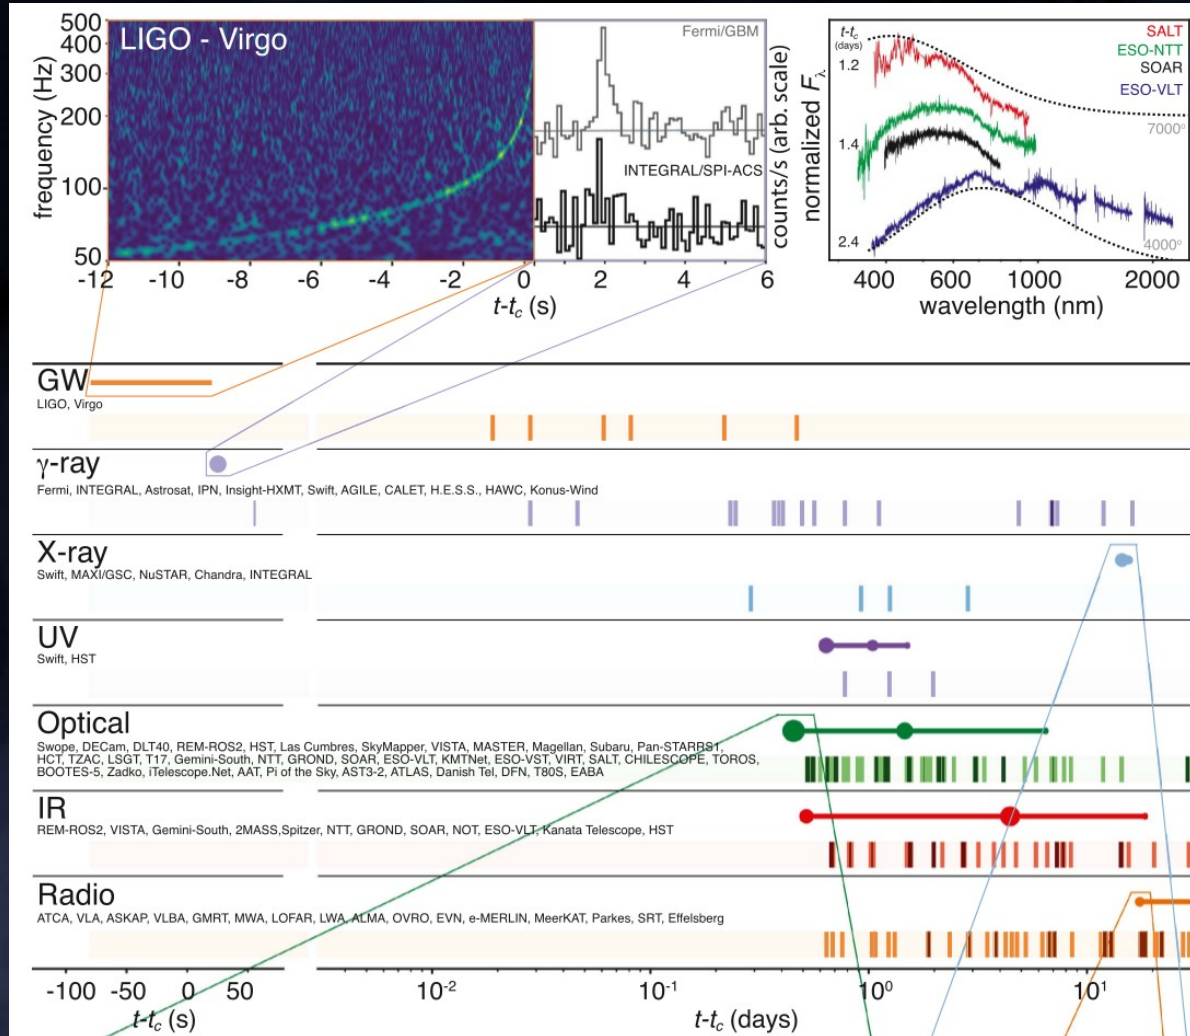 500
400
300
200
100
50
frequency (Hz)
LIGO - Virgo
-12 -10 -8 -6 -4 -2 0 2 4 6
t-tc (s)
Fermi/GBM
INTEGRAL/SPI-ACS
counts/s (arb. scale)
normalized Fλ
t-tc
(days)
1.2
1.4
2.4
SALT
ESO-NTT
SOAR
ESO-VLT
7000°
4000°
400 600 1000 2000
wavelength (nm)
GW
LIGO, Virgo
γ-ray
Fermi, INTEGRAL, Astrosat, IPN, Insight-HXMT, Swift, AGILE, CALET, H.E.S.S., HAWC, Konus-Wind
X-ray
Swift, MAXI/GSC, NuSTAR, Chandra, INTEGRAL
UV
Swift, HST
Optical
Swope, DECam, DLT40, REM-ROS2, HST, Las Cumbres, SkyMapper, VISTA, MASTER, Magellan, Subaru, Pan-STARRS1,
HCT, TZAC, LSGT, T17, Gemini-South, NTT, GROND, SOAR, ESO-VLT, KMTNet, ESO-VST, VIRT, SALT, CHILESCOPE, TOROS,
BOOTES-5, Zadko, iTelescope.Net, AAT, Pi of the Sky, AST3-2, ATLAS, Danish Tel, DFN, T80S, EABA
IR
REM-ROS2, VISTA, Gemini-South, 2MASS,Spitzer, NTT, GROND, SOAR, NOT, ESO-VLT, Kanata Telescope, HST
Radio
ATCA, VLA, ASKAP, VLBA, GMRT, MWA, LOFAR, LWA, ALMA, OVRO, EVN, e-MERLIN, MeerKAT, Parkes, SRT, Effelsberg
-100 -50 0 50 10⁻² 10⁻¹ 10⁰ 10¹
t-tc (s) t-tc (days)